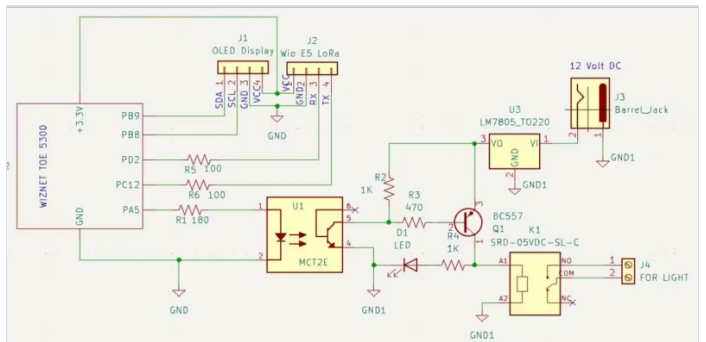 J1
OLED Display
J2
Wio E5 LoRa
12 Volt DC
SDA 1
SCL 2
GND 3
VCC4
VCC 1
GND2
RX 3
TX 4
J3
Barrel_Jack
2
1
GND1
U3
LM7805_TO220
3 VO
VI 1
GND
2
GND1
WIZNET TOE 5300
+3.3V
GND
PB9
PB8
PD2
PC12
PA5
GND
R5 100
R6 100
R1 180
U1
MCT2E
1
2
6
5
4
R2
1K
R3
470
BC557
Q1
2
3
1
D1
LED
R4
1K
K1
SRD-05VDC-SL-C
A1
A2
NO
COM
NC
1
2
J4
FOR LIGHT
GND
GND1
GND1